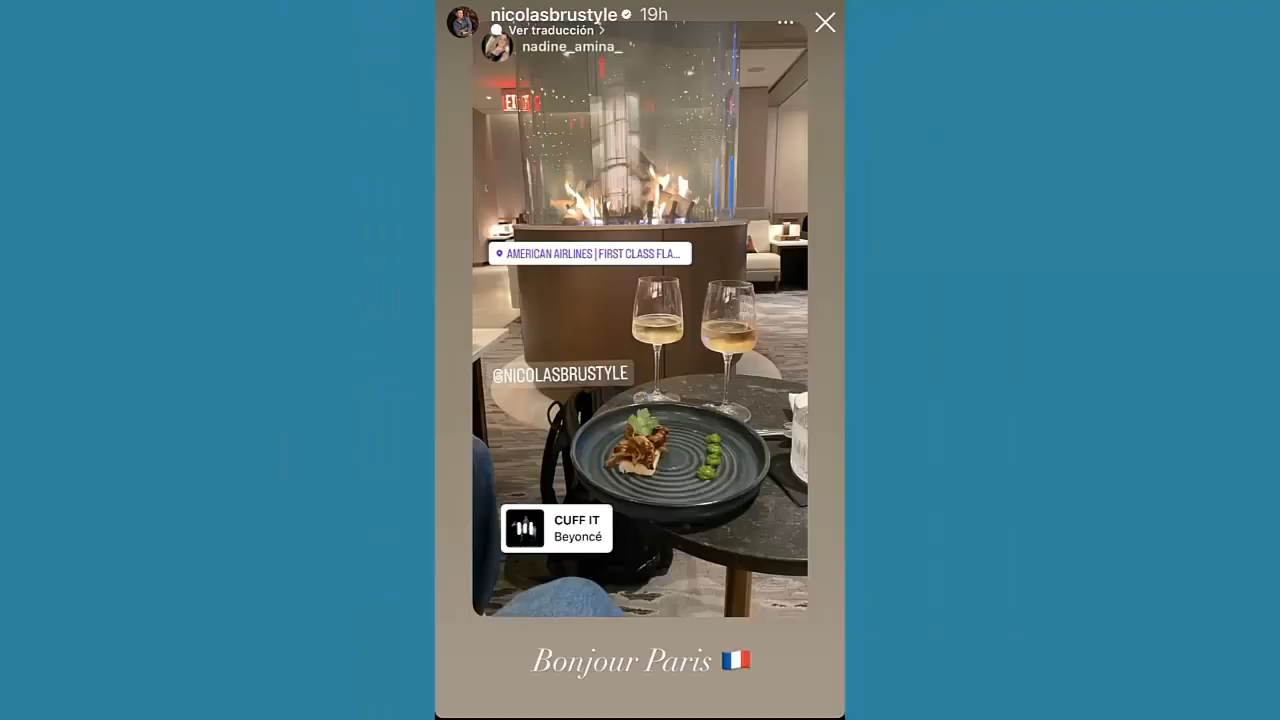 nicolasbrustyle 19h
Ver traducción
nadine_amina_
EXIT
AMERICAN AIRLINES | FIRST CLASS FLA...
@NICOLASBRUSTYLE
CUFF IT
Beyoncé
Bonjour Paris